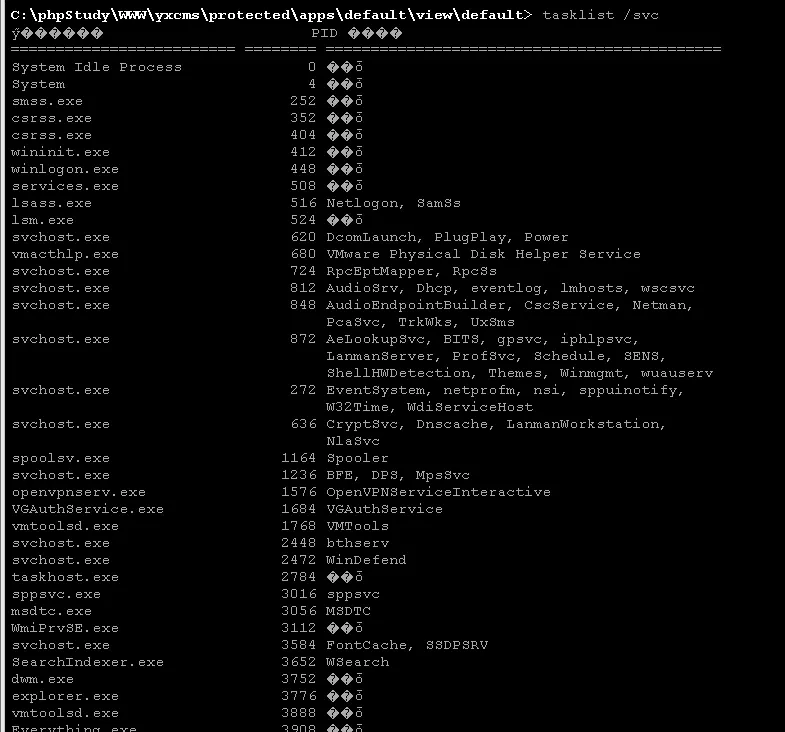 C:\phpStudy\WWW\yxcms\protected\apps\default\view\default> tasklist /svc
PID
========================= ======== ============================================
System Idle Process 0
System 4
smss.exe 252
csrss.exe 352
csrss.exe 404
wininit.exe 412
winlogon.exe 448
services.exe 508
lsass.exe 516 Netlogon, SamSs
lsm.exe 524
svchost.exe 620 DcomLaunch, PlugPlay, Power
vmacthlp.exe 680 VMware Physical Disk Helper Service
svchost.exe 724 RpcEptMapper, RpcSs
svchost.exe 812 AudioSrv, Dhcp, eventlog, lmhosts, wscsvc
svchost.exe 848 AudioEndpointBuilder, CscService, Netman,
PcaSvc, TrkWks, UxSms
svchost.exe 872 AeLookupSvc, BITS, gpsvc, iphlpsvc,
LanmanServer, ProfSvc, Schedule, SENS,
ShellHWDetection, Themes, Winmgmt, wuauserv
svchost.exe 272 EventSystem, netprofm, nsi, sppuinotify,
W32Time, WdiServiceHost
svchost.exe 636 CryptSvc, Dnscache, LanmanWorkstation,
NlaSvc
spoolsv.exe 1164 Spooler
svchost.exe 1236 BFE, DPS, MpsSvc
openvpnserv.exe 1576 OpenVPNServiceInteractive
VGAuthService.exe 1684 VGAuthService
vmtoolsd.exe 1768 VMTools
svchost.exe 2448 bthserv
svchost.exe 2472 WinDefend
taskhost.exe 2784
sppsvc.exe 3016 sppsvc
msdtc.exe 3056 MSDTC
WmiPrvSE.exe 3112
svchost.exe 3584 FontCache, SSDPSRV
SearchIndexer.exe 3652 WSearch
dwm.exe 3752
explorer.exe 3776
vmtoolsd.exe 3888
Everything.exe 3908